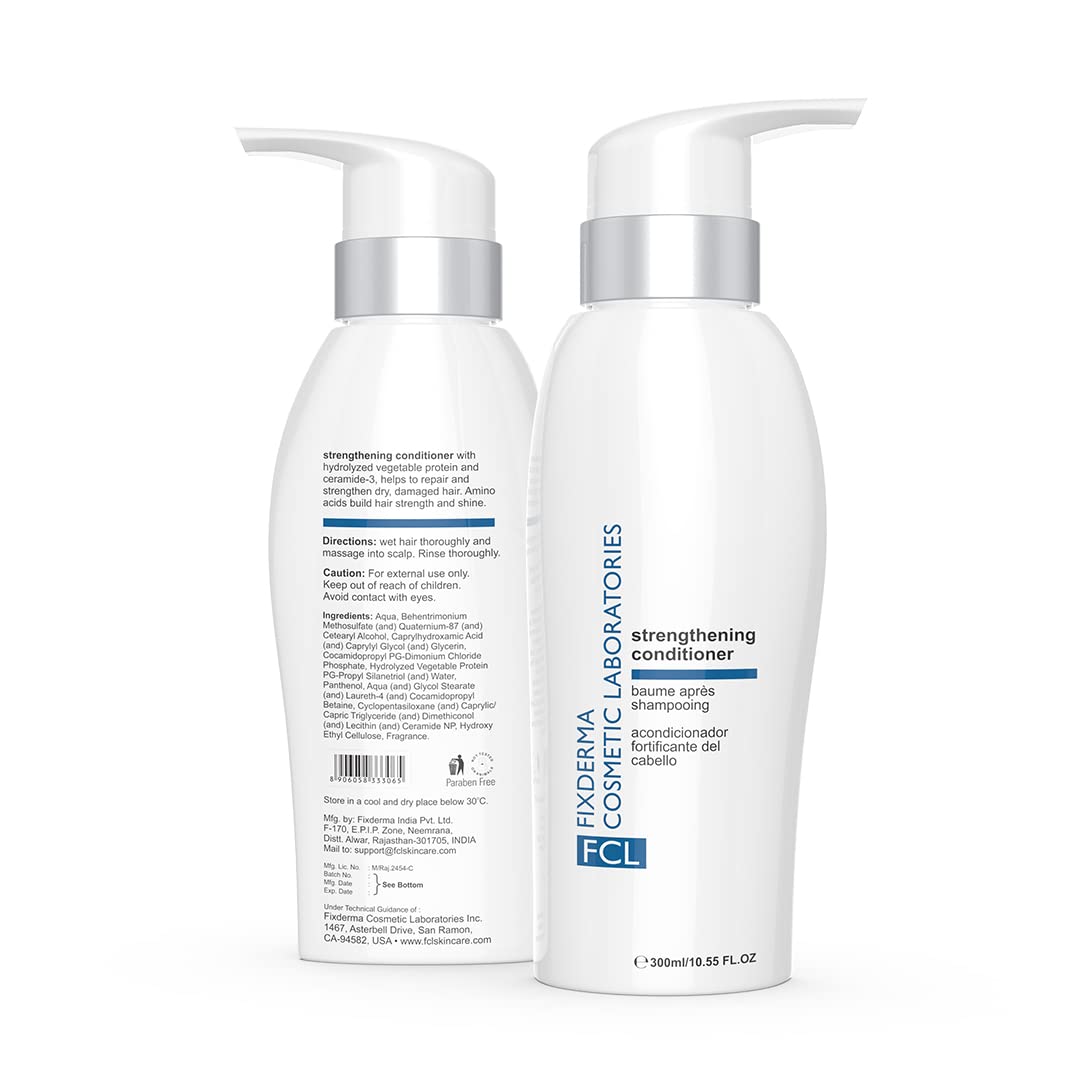 strengthening conditioner with
hydrolyzed vegetable protein and
ceramide-3, helps to repair and
strengthen dry, damaged hair. Amino
acids build hair strength and shine.
Directions: wet hair thoroughly and
massage into scalp. Rinse thoroughly.
Caution: For external use only.
Keep out of reach of children.
Avoid contact with eyes.
Ingredients: Aqua, Behentrimonium
Methosulfate (and) Quaternium-87 (and)
Cetearyl Alcohol, Caprylhydroxamic Acid
(and) Caprylyl Glycol (and) Glycerin,
Cocamidopropyl PG-Dimonium Chloride
Phosphate, Hydrolyzed Vegetable Protein
PG-Propyl Silanetriol (and) Water,
Panthenol, Aqua (and) Glycol Stearate
(and) Laureth-4 (and) Cocamidopropyl
Betaine, Cyclopentasiloxane (and) Caprylic/
Capric Triglyceride (and) Dimethiconol
(and) Lecithin (and) Ceramide NP, Hydroxy
Ethyl Cellulose, Fragrance.
8 906058 333065
NOT TESTED
ON ANIMALS
Paraben Free
Store in a cool and dry place below 30°C.
Mfg. by: Fixderma India Pvt. Ltd.
F-170, E.P.I.P. Zone, Neemrana,
Distt. Alwar, Rajasthan-301705, INDIA
Mail to: support@fclskincare.com
Mfg. Lic. No. : M/Raj.2454-C
Batch No. :
Mfg. Date : See Bottom
Exp. Date :
Under Technical Guidance of :
Fixderma Cosmetic Laboratories Inc.
1467, Asterbell Drive, San Ramon,
CA-94582, USA • www.fclskincare.com
FIXDERMA
COSMETIC LABORATORIES
FCL
strengthening
conditioner
baume après
shampooing
acondicionador
fortificante del
cabello
℮300ml/10.55 FL.OZ